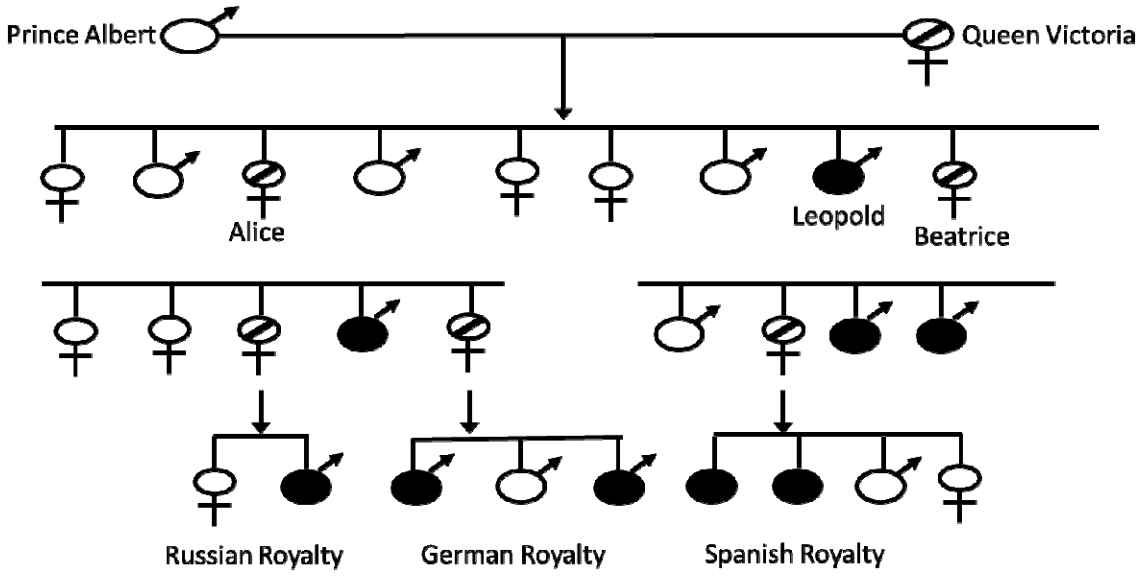 Prince Albert
Queen Victoria
Alice
Leopold
Beatrice
Russian Royalty
German Royalty
Spanish Royalty